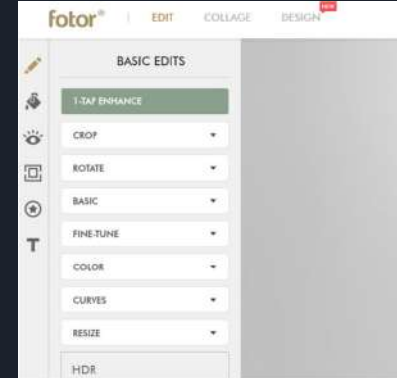 fotor® EDIT COLLAGE DESIGN NEW
BASIC EDITS
1-TAP ENHANCE
CROP
ROTATE
BASIC
FINE-TUNE
COLOR
CURVES
RESIZE
HDR
T